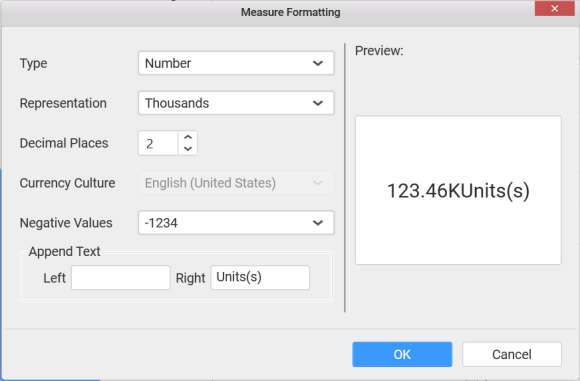 Measure Formatting
Preview:
Type Number
Representation Thousands
Decimal Places 2
Currency Culture English (United States)
123.46KUnits(s)
Negative Values -1234
Append Text
Left Right Units(s)
OK Cancel